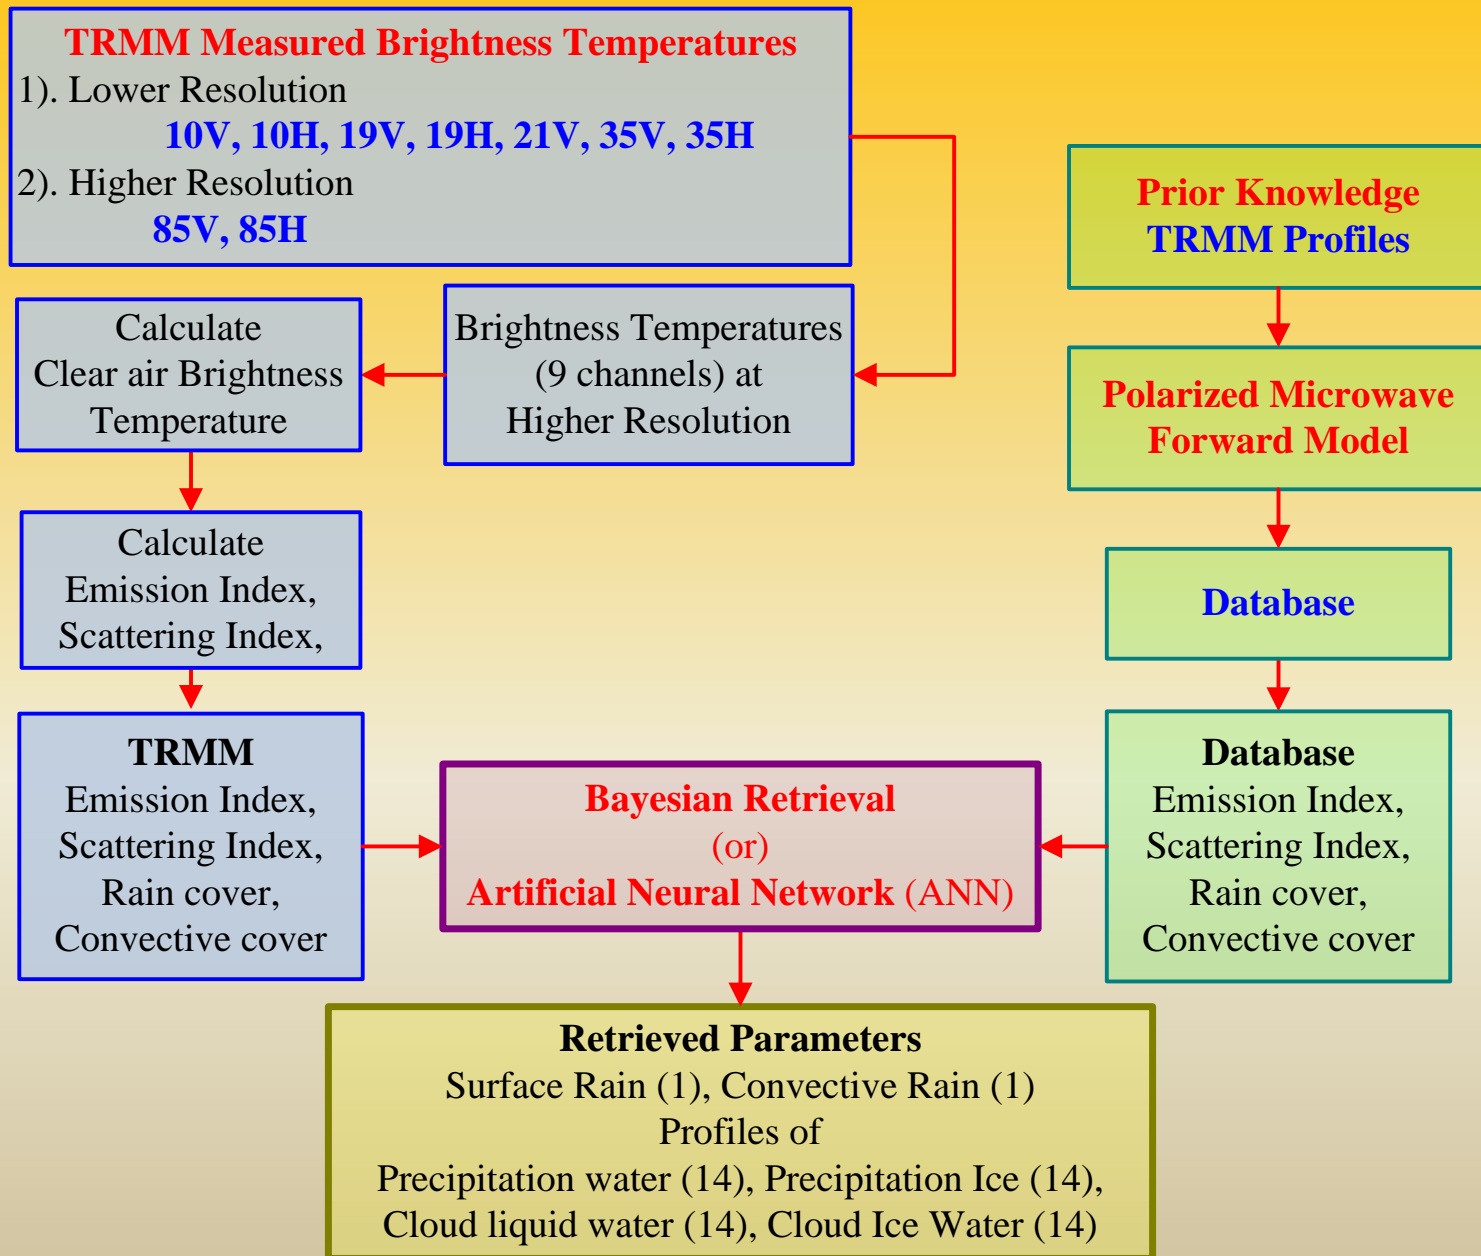 TRMM Measured Brightness Temperatures
1). Lower Resolution
10V, 10H, 19V, 19H, 21V, 35V, 35H
2). Higher Resolution
85V, 85H
Prior Knowledge
TRMM Profiles
Calculate
Clear air Brightness
Temperature
Brightness Temperatures
(9 channels) at
Higher Resolution
Polarized Microwave
Forward Model
Calculate
Emission Index,
Scattering Index,
Database
TRMM
Emission Index,
Scattering Index,
Rain cover,
Convective cover
Bayesian Retrieval
(or)
Artificial Neural Network (ANN)
Database
Emission Index,
Scattering Index,
Rain cover,
Convective cover
Retrieved Parameters
Surface Rain (1), Convective Rain (1)
Profiles of
Precipitation water (14), Precipitation Ice (14),
Cloud liquid water (14), Cloud Ice Water (14)